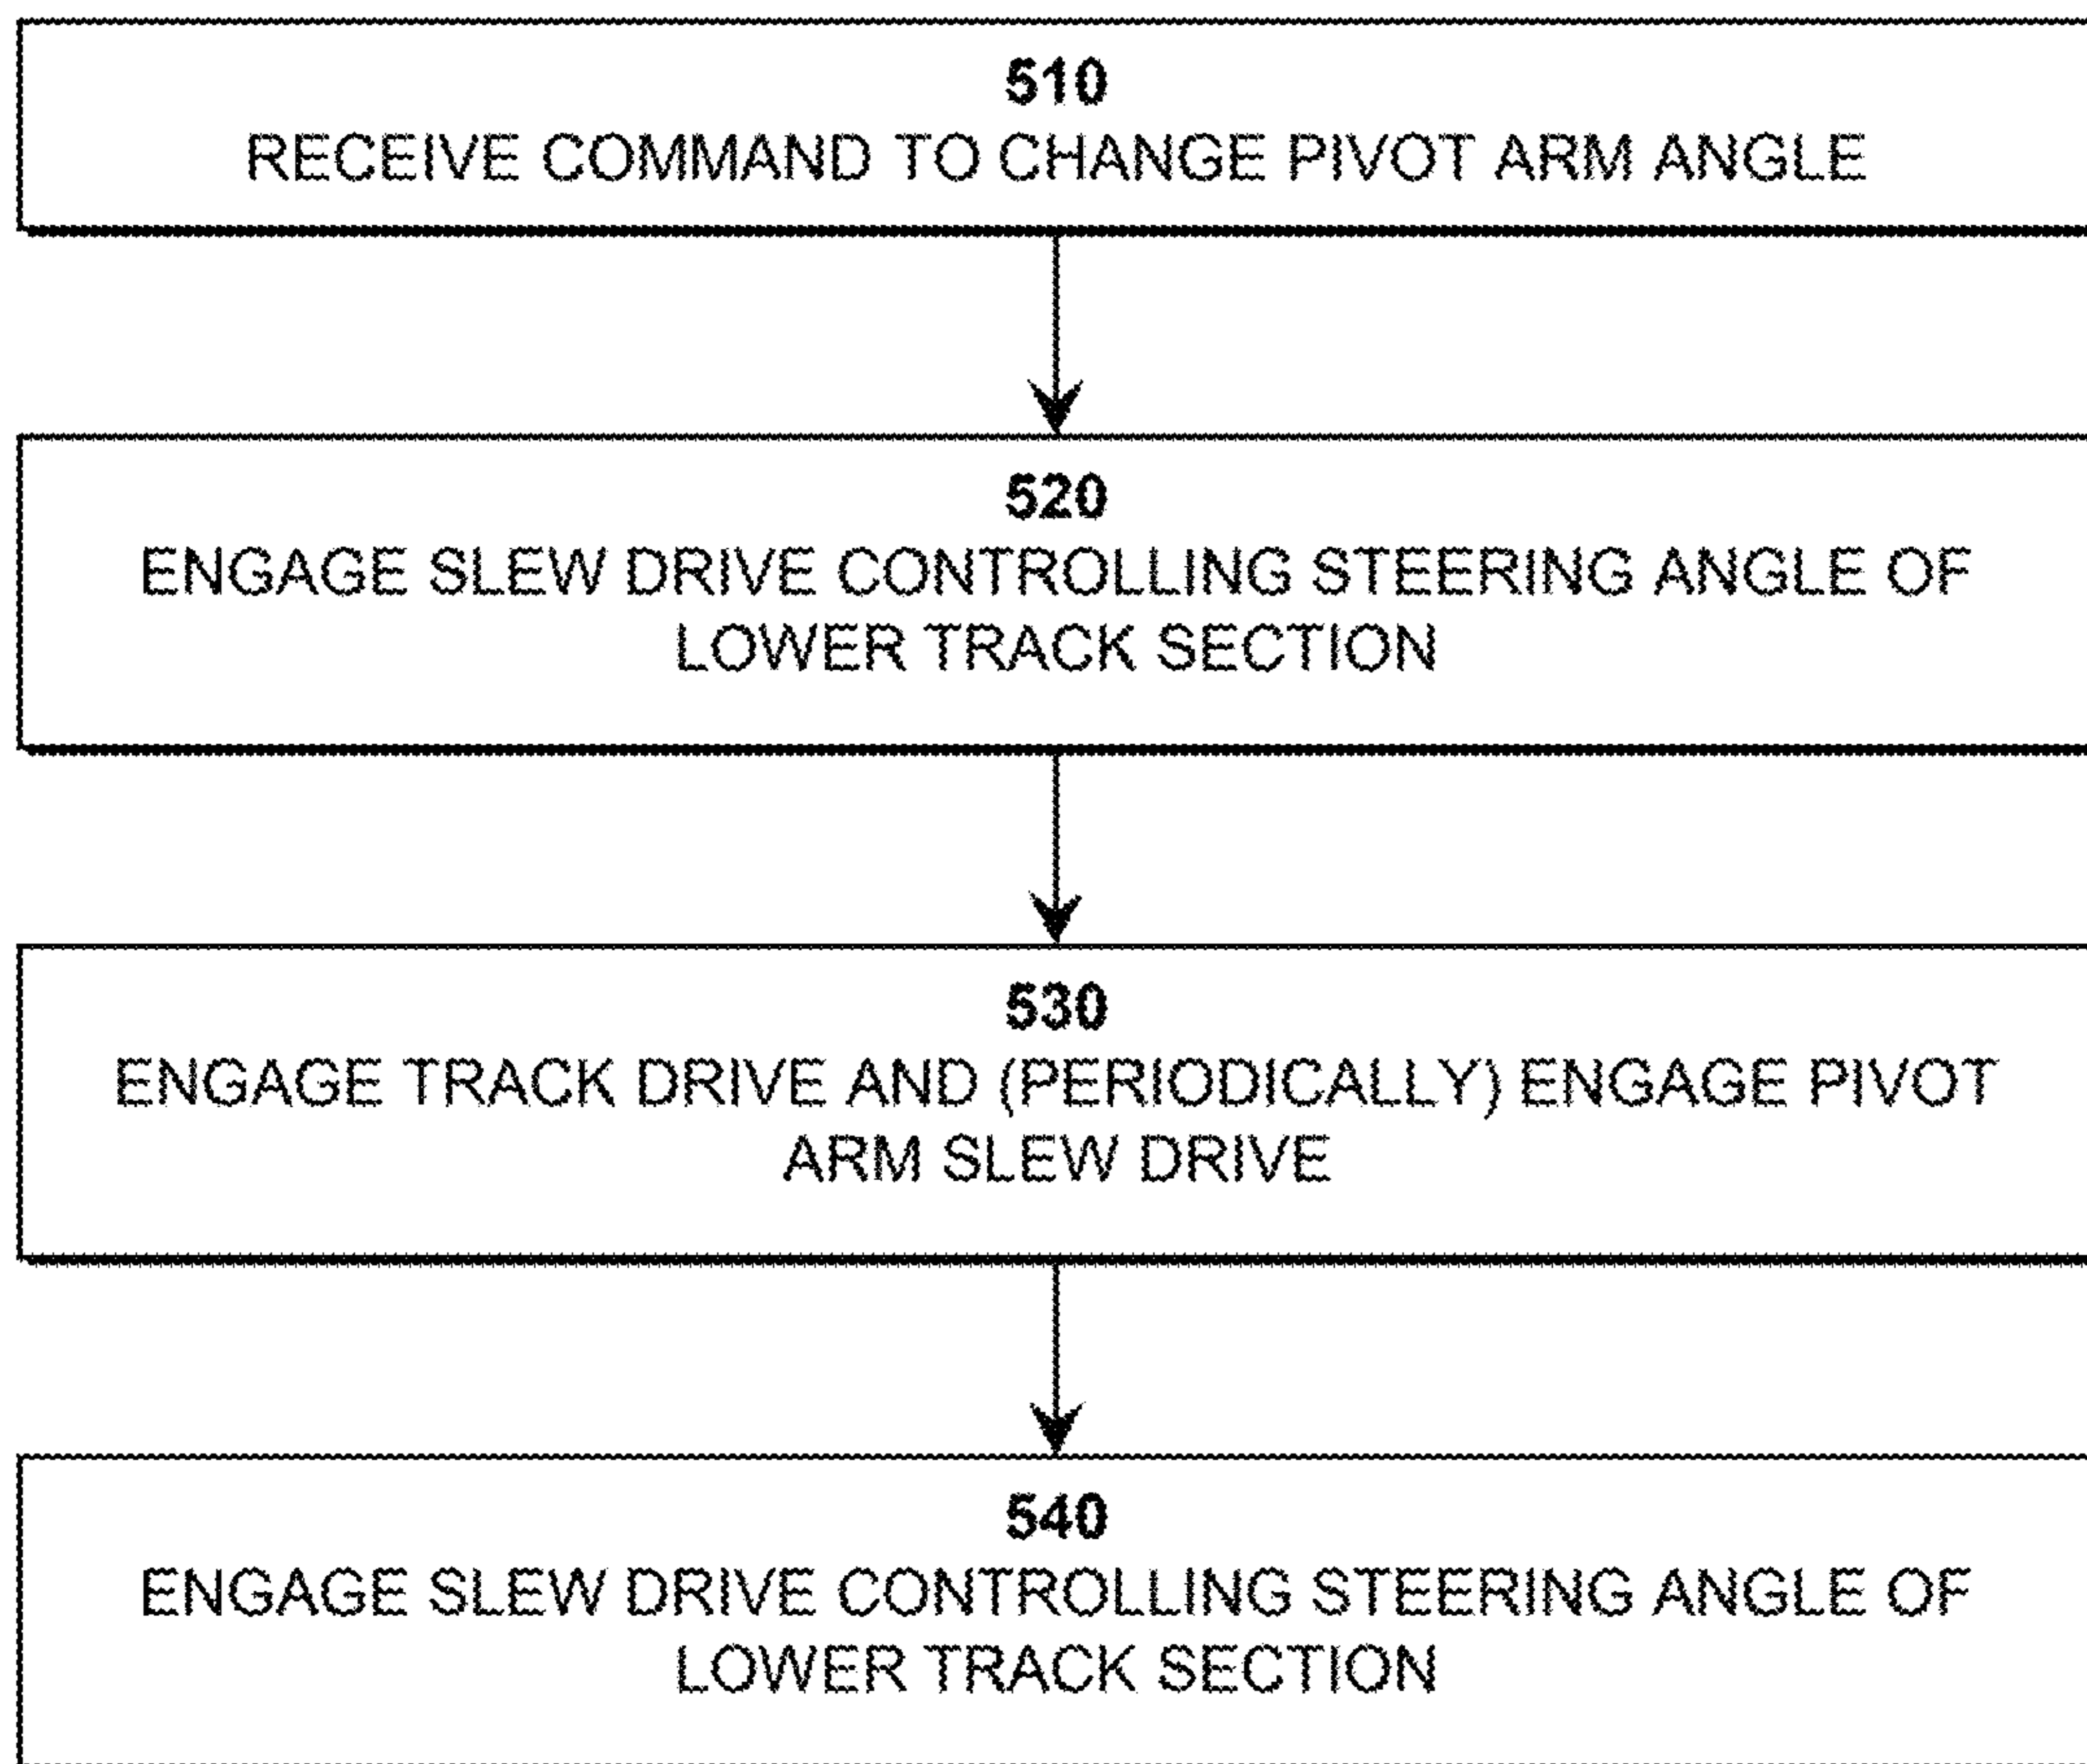 510
RECEIVE COMMAND TO CHANGE PIVOT ARM ANGLE
520
ENGAGE SLEW DRIVE CONTROLLING STEERING ANGLE OF
LOWER TRACK SECTION
530
ENGAGE TRACK DRIVE AND (PERIODICALLY) ENGAGE PIVOT
ARM SLEW DRIVE
540
ENGAGE SLEW DRIVE CONTROLLING STEERING ANGLE OF
LOWER TRACK SECTION